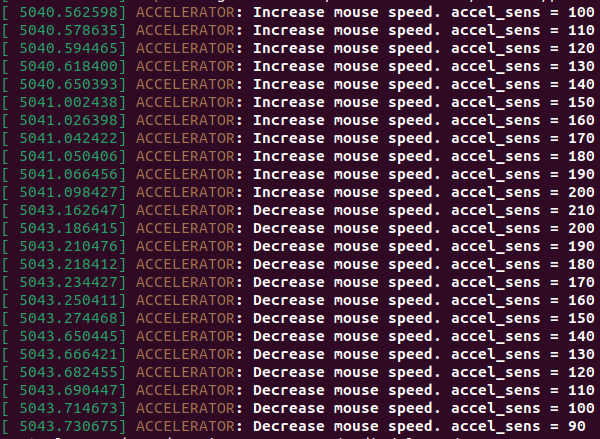 [ 5040.562598] ACCELERATOR: Increase mouse speed. accel_sens = 100
[ 5040.578635] ACCELERATOR: Increase mouse speed. accel_sens = 110
[ 5040.594465] ACCELERATOR: Increase mouse speed. accel_sens = 120
[ 5040.618400] ACCELERATOR: Increase mouse speed. accel_sens = 130
[ 5040.650393] ACCELERATOR: Increase mouse speed. accel_sens = 140
[ 5041.002438] ACCELERATOR: Increase mouse speed. accel_sens = 150
[ 5041.026398] ACCELERATOR: Increase mouse speed. accel_sens = 160
[ 5041.042422] ACCELERATOR: Increase mouse speed. accel_sens = 170
[ 5041.050406] ACCELERATOR: Increase mouse speed. accel_sens = 180
[ 5041.066456] ACCELERATOR: Increase mouse speed. accel_sens = 190
[ 5041.098427] ACCELERATOR: Increase mouse speed. accel_sens = 200
[ 5043.162647] ACCELERATOR: Decrease mouse speed. accel_sens = 210
[ 5043.186415] ACCELERATOR: Decrease mouse speed. accel_sens = 200
[ 5043.210476] ACCELERATOR: Decrease mouse speed. accel_sens = 190
[ 5043.218412] ACCELERATOR: Decrease mouse speed. accel_sens = 180
[ 5043.234427] ACCELERATOR: Decrease mouse speed. accel_sens = 170
[ 5043.250411] ACCELERATOR: Decrease mouse speed. accel_sens = 160
[ 5043.274468] ACCELERATOR: Decrease mouse speed. accel_sens = 150
[ 5043.650445] ACCELERATOR: Decrease mouse speed. accel_sens = 140
[ 5043.666421] ACCELERATOR: Decrease mouse speed. accel_sens = 130
[ 5043.682455] ACCELERATOR: Decrease mouse speed. accel_sens = 120
[ 5043.690447] ACCELERATOR: Decrease mouse speed. accel_sens = 110
[ 5043.714673] ACCELERATOR: Decrease mouse speed. accel_sens = 100
[ 5043.730675] ACCELERATOR: Decrease mouse speed. accel_sens = 90